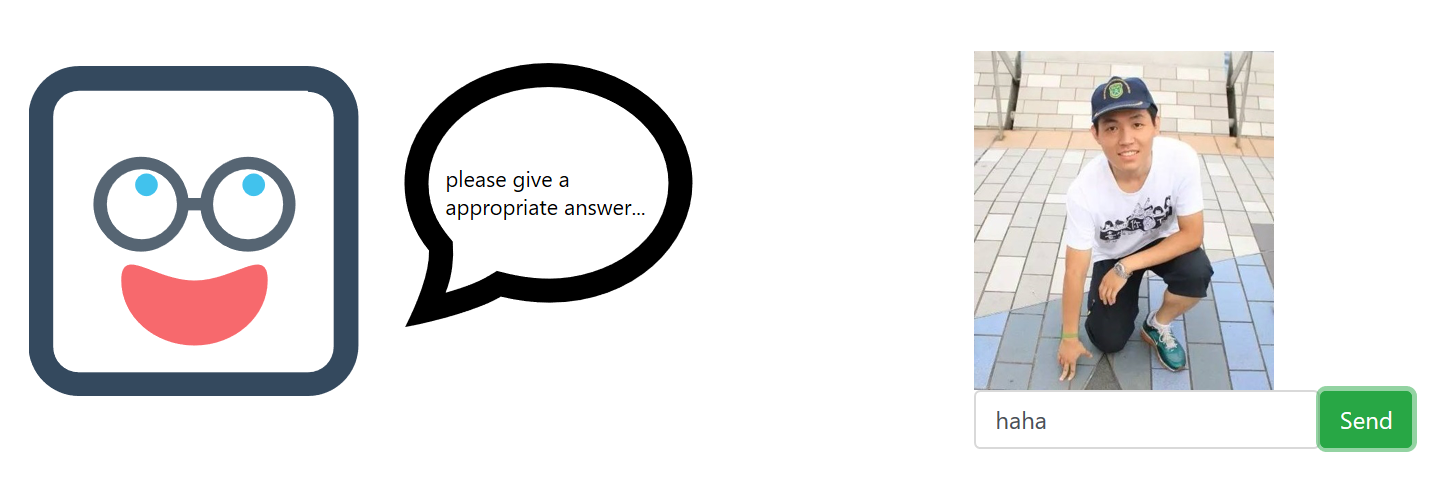 please give a
appropriate answer...
haha
Send